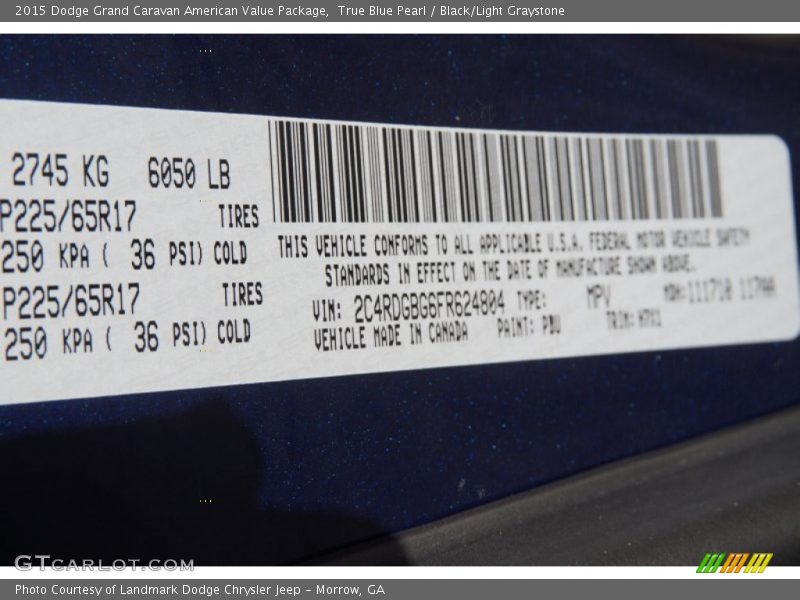 2015 Dodge Grand Caravan American Value Package,  True Blue Pearl / Black/Light Graystone
2745 KG 6050 LB
P225/65R17 TIRES
250 KPA ( 36 PSI) COLD
P225/65R17 TIRES
250 KPA ( 36 PSI) COLD
THIS VEHICLE CONFORMS TO ALL APPLICABLE U.S.A. FEDERAL MOTOR VEHICLE SAFETY
STANDARDS IN EFFECT ON THE DATE OF MANUFACTURE SHOWN ABOVE.
VIN: 2C4RDGBG6FR624804 TYPE: MPV MDH:111710
VEHICLE MADE IN CANADA PAINT: PBU TRIM:
GTCARLOT.COM
Photo Courtesy of Landmark Dodge Chrysler Jeep – Morrow, GA